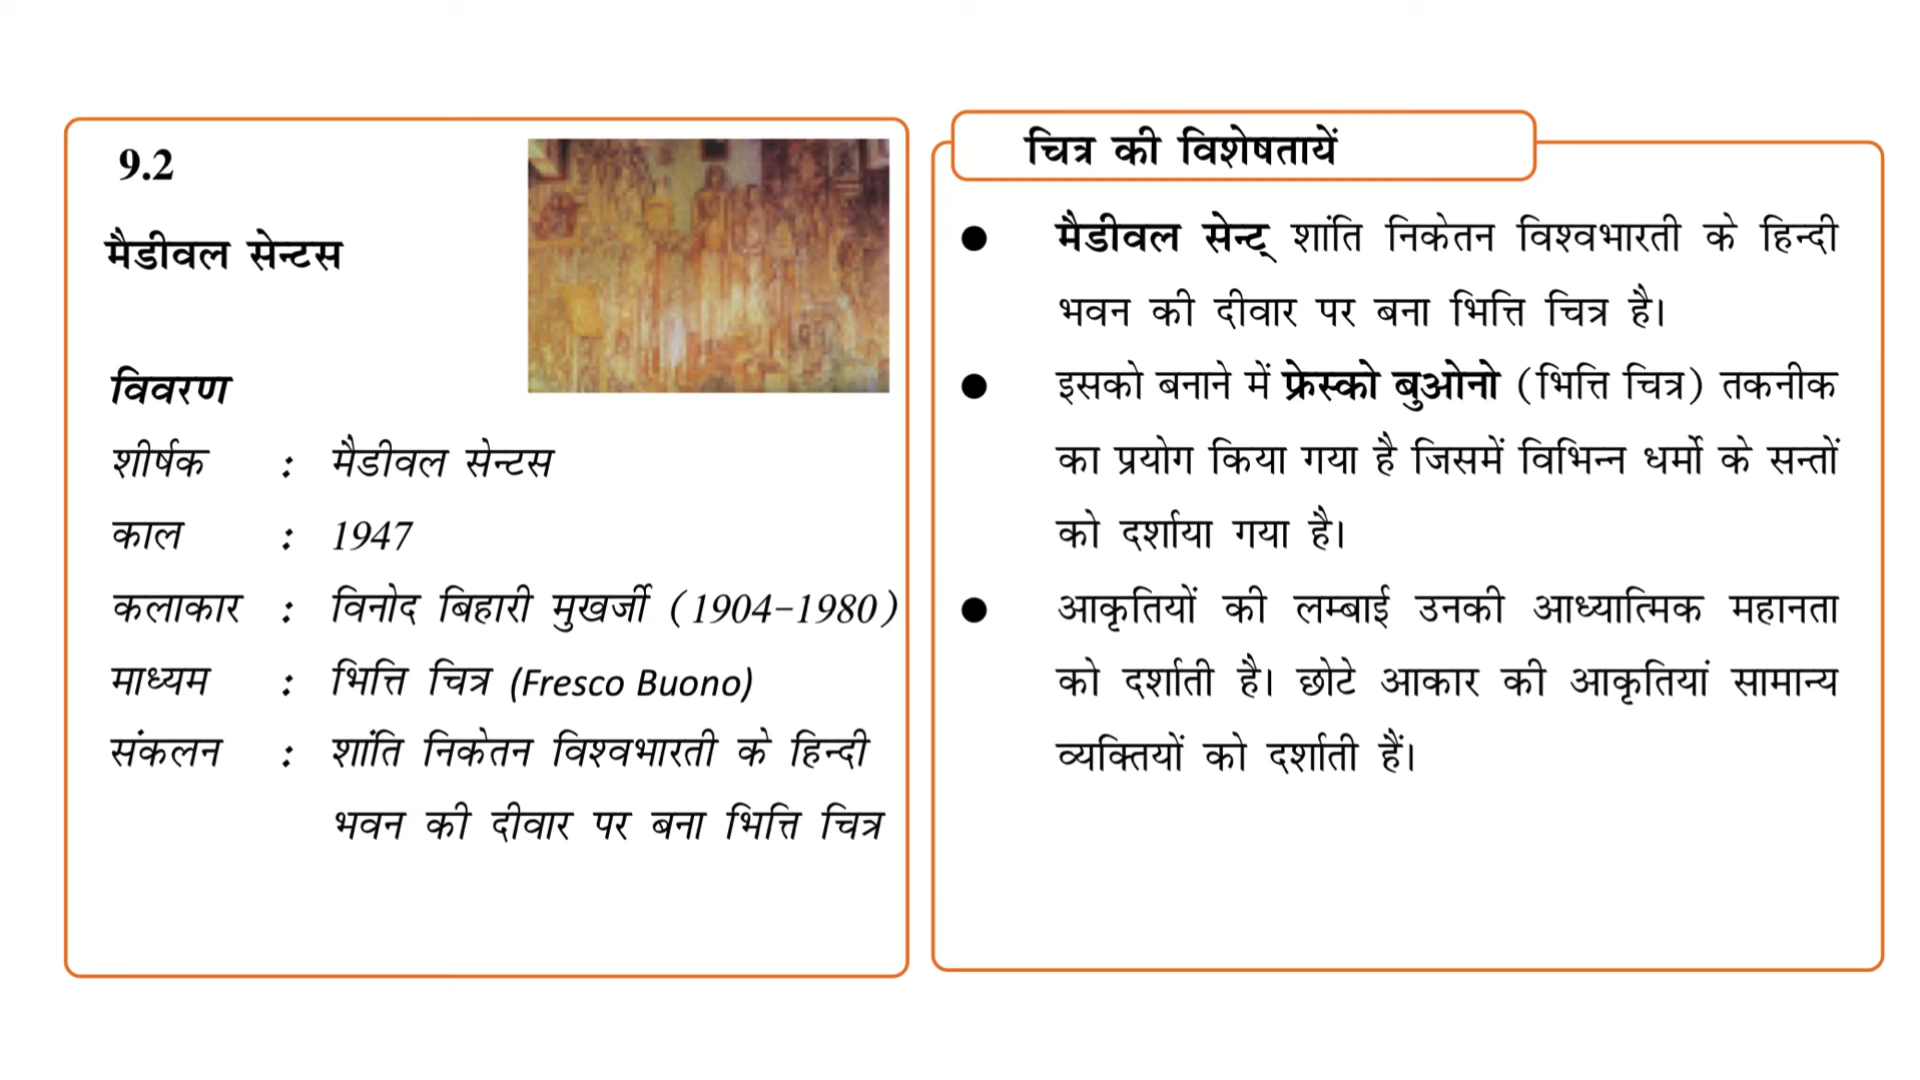 9.2
मैडीवल सेन्टस
विवरण
शीर्षक : मैडीवल सेन्टस
काल : 1947
कलाकार : विनोद बिहारी मुखर्जी (1904-1980)
माध्यम : भित्ति चित्र (Fresco Buono)
संकलन : शांति निकेतन विश्वभारती के हिन्दी
भवन की दीवार पर बना भित्ति चित्र
चित्र की विशेषतायें
● मैडीवल सेन्ट् शांति निकेतन विश्वभारती के हिन्दी
भवन की दीवार पर बना भित्ति चित्र है।
● इसको बनाने में फ्रेस्को बुओनो (भित्ति चित्र) तकनीक
का प्रयोग किया गया है जिसमें विभिन्न धर्मो के सन्तों
को दर्शाया गया है।
● आकृतियों की लम्बाई उनकी आध्यात्मिक महानता
को दर्शाती है। छोटे आकार की आकृतियां सामान्य
व्यक्तियों को दर्शाती हैं।